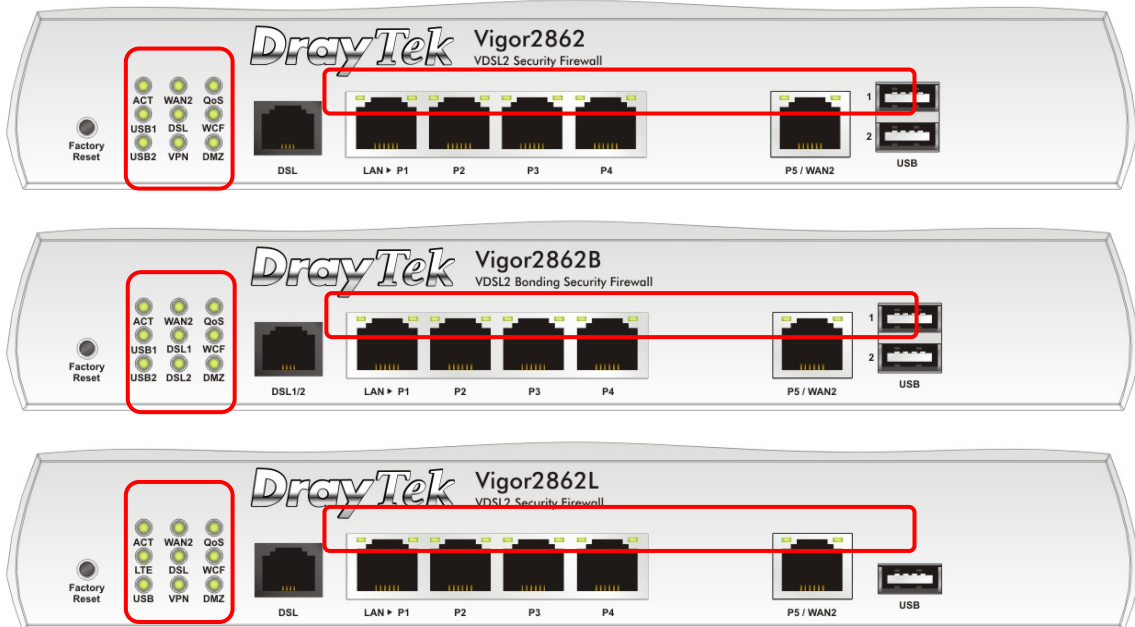 DrayTek Vigor2862
VDSL2 Security Firewall
ACT WAN2 QoS
USB1 DSL WCF
USB2 VPN DMZ
Factory
Reset
DSL
LAN ▸ P1 P2 P3 P4
P5 / WAN2
1
2
USB
DrayTek Vigor2862B
VDSL2 Bonding Security Firewall
ACT WAN2 QoS
USB1 DSL1 WCF
USB2 DSL2 DMZ
Factory
Reset
DSL1/2
LAN ▸ P1 P2 P3 P4
P5 / WAN2
1
2
USB
DrayTek Vigor2862L
VDSL2 Security Firewall
ACT WAN2 QoS
LTE DSL WCF
USB VPN DMZ
Factory
Reset
DSL
LAN ▸ P1 P2 P3 P4
P5 / WAN2
USB